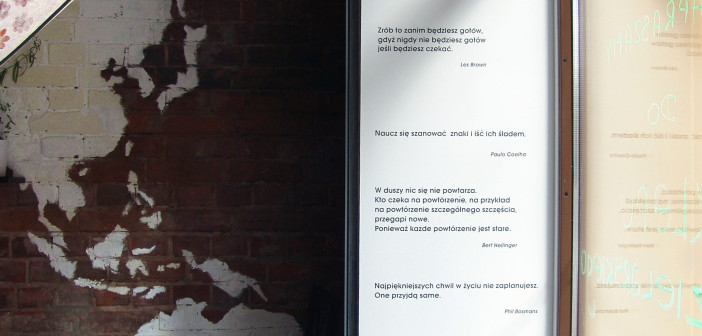 Zrób to zanim będziesz gotów,
gdyż nigdy nie będziesz gotów
jeśli będziesz czekać.
Les Brown
Naucz się szanować znaki i iść ich śladem.
Paulo Coelho
W duszy nic się nie powtarza.
Kto czeka na powtórzenie, na przykład
na powtórzenie szczególnego szczęścia,
przegapi nowe.
Ponieważ każde powtórzenie jest stare.
Bert Hellinger
Najpiękniejszych chwil w życiu nie zaplanujesz.
One przyjdą same.
Phil Bosmans
DO